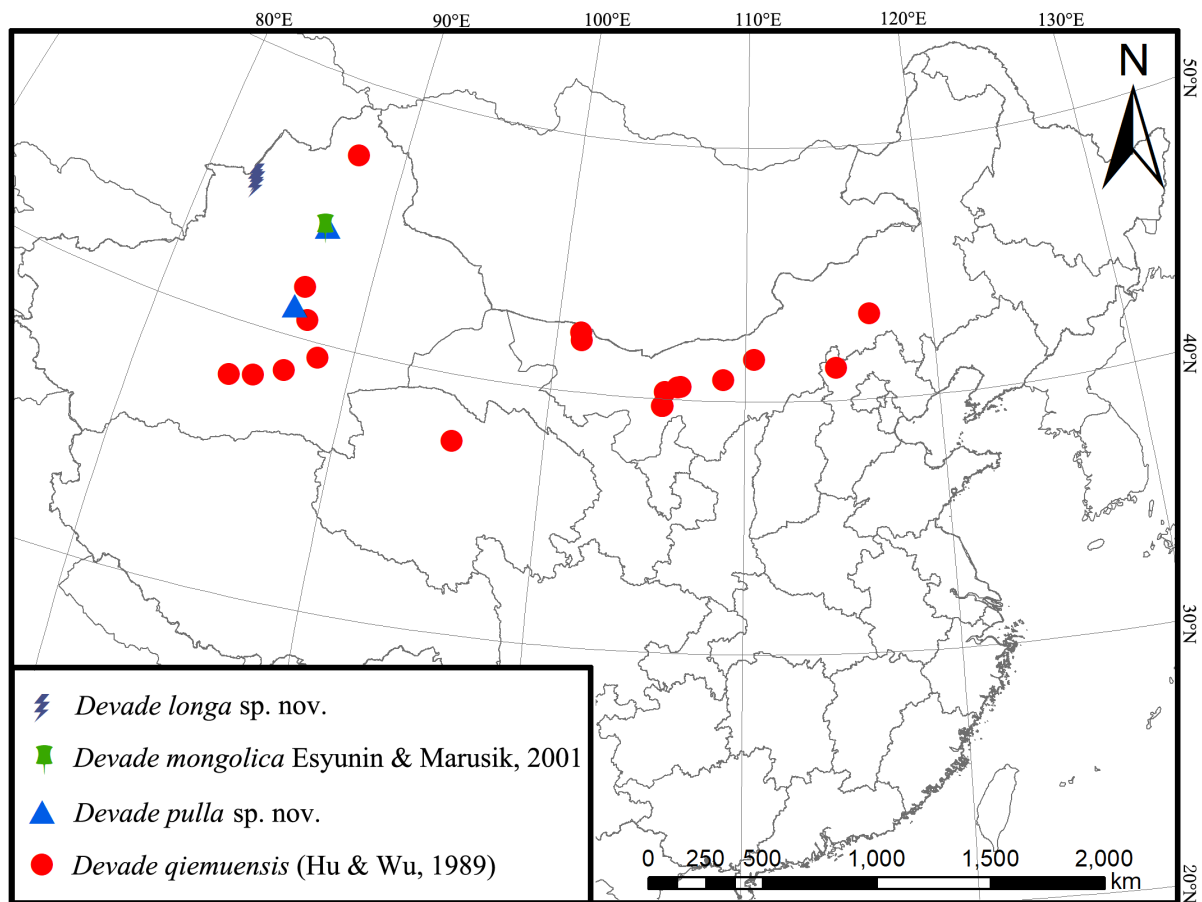 80°E 90°E 100°E 110°E 120°E 130°E
50°N
N
40°N
30°N
Devade longa sp. nov.
Devade mongolica Esyunin & Marusik, 2001
Devade pulla sp. nov.
Devade qiemuensis (Hu & Wu, 1989)
0 250 500 1,000 1,500 2,000
km
20°N